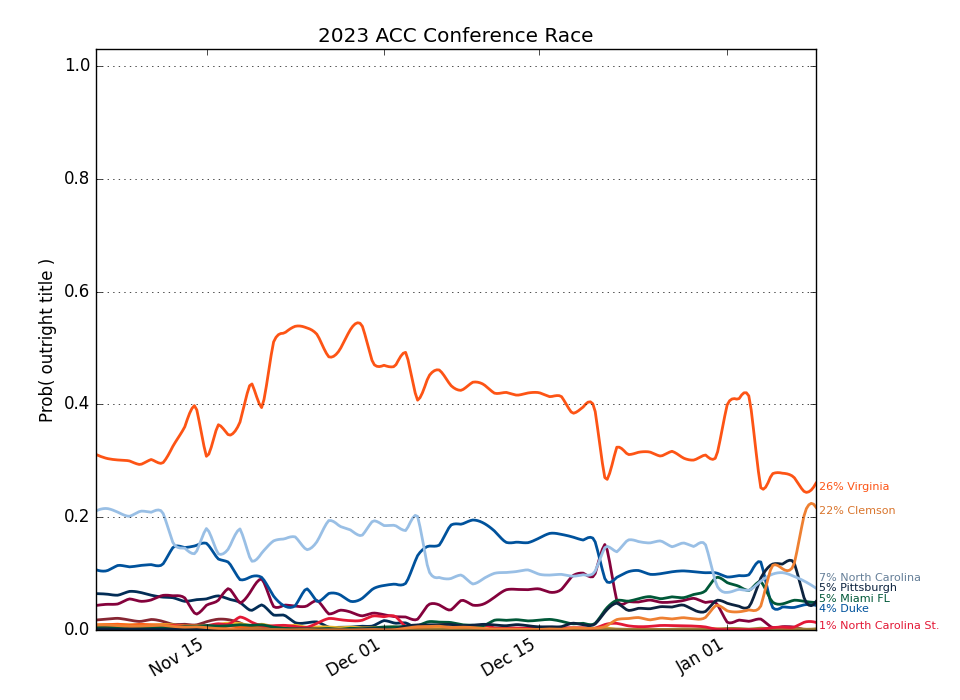 2023 ACC Conference Race
1.0
0.8
0.6
0.4
0.2
0.0
Prob( outright title )
Nov 15
Dec 01
Dec 15
Jan 01
26% Virginia
22% Clemson
7% North Carolina
5% Pittsburgh
5% Miami FL
4% Duke
1% North Carolina St.